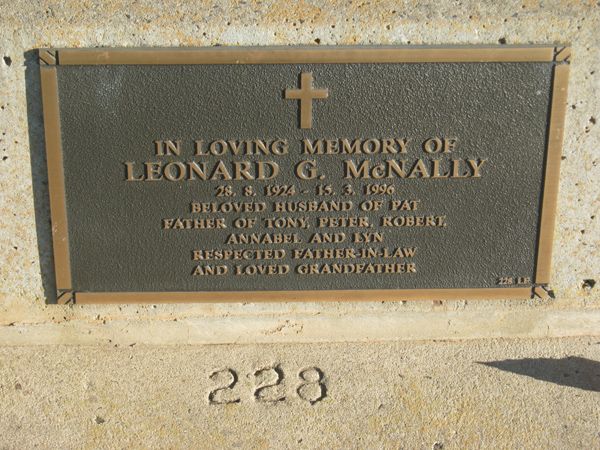 IN LOVING MEMORY OF
LEONARD G. McNALLY
28. 8. 1924 - 15. 3. 1996
BELOVED HUSBAND OF PAT
FATHER OF TONY, PETER, ROBERT,
ANNABEL AND LYN
RESPECTED FATHER-IN-LAW
AND LOVED GRANDFATHER
228
228